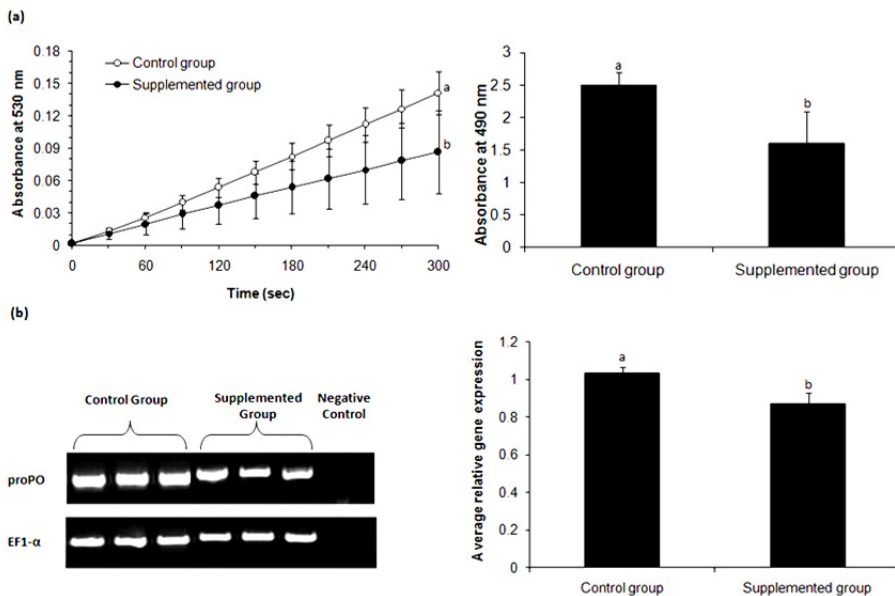 (a)
0.18
0.15
0.12
0.09
0.06
0.03
0
Absorbance at 530 nm
Control group
Supplemented group
a
b
0
60
120
180
240
300
Time (sec)
3
2.5
2
1.5
1
0.5
0
Absorbance at 490 nm
a
b
Control group
Supplemented group
(b)
Control Group
Supplemented
Group
Negative
Control
proPO
EF1-α
1.2
1
0.8
0.6
0.4
0.2
0
Average relative gene expression
a
b
Control group
Supplemented group